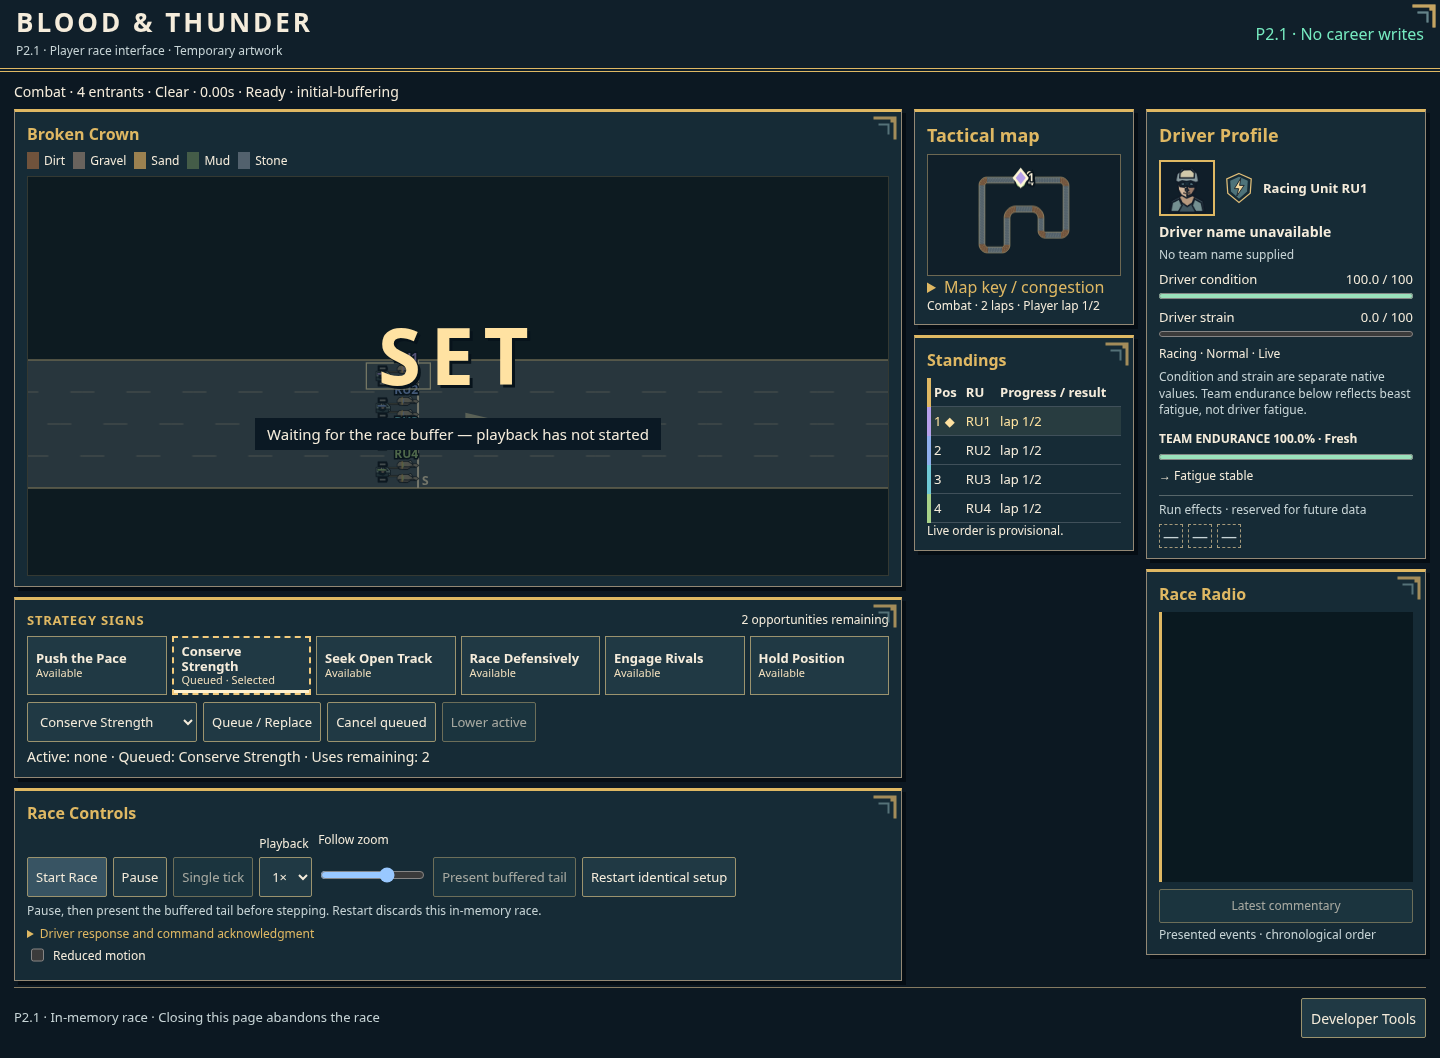 BLOOD & THUNDER
P2.1 · Player race interface · Temporary artwork
P2.1 · No career writes
Combat · 4 entrants · Clear · 0.00s · Ready · initial-buffering
Broken Crown
Dirt Gravel Sand Mud Stone
SET
RU2
Waiting for the race buffer — playback has not started
RU4
S
STRATEGY SIGNS
2 opportunities remaining
Push the Pace
Available
Conserve
Strength
Queued · Selected
Seek Open Track
Available
Race Defensively
Available
Engage Rivals
Available
Hold Position
Available
Conserve Strength
Queue / Replace
Cancel queued
Lower active
Active: none · Queued: Conserve Strength · Uses remaining: 2
Race Controls
Playback
Follow zoom
Start Race
Pause
Single tick
1×
Present buffered tail
Restart identical setup
Pause, then present the buffered tail before stepping. Restart discards this in-memory race.
Driver response and command acknowledgment
Reduced motion
Tactical map
1
Map key / congestion
Combat · 2 laps · Player lap 1/2
Standings
Pos RU Progress / result
1 ◆ RU1 lap 1/2
2 RU2 lap 1/2
3 RU3 lap 1/2
4 RU4 lap 1/2
Live order is provisional.
Driver Profile
Racing Unit RU1
Driver name unavailable
No team name supplied
Driver condition 100.0 / 100
Driver strain 0.0 / 100
Racing · Normal · Live
Condition and strain are separate native
values. Team endurance below reflects beast
fatigue, not driver fatigue.
TEAM ENDURANCE 100.0% · Fresh
→ Fatigue stable
Run effects · reserved for future data
— — —
Race Radio
Latest commentary
Presented events · chronological order
P2.1 · In-memory race · Closing this page abandons the race
Developer Tools